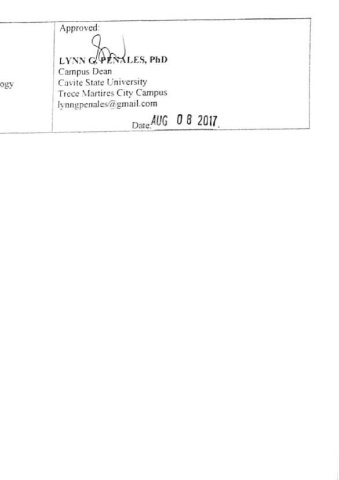 Approved:
LYNN G. PENALES, PhD
Campus Dean
Cavite State University
ogy
Trece Martires City Campus
lynngpenales@gmail.com
Date: AUG 08 2017